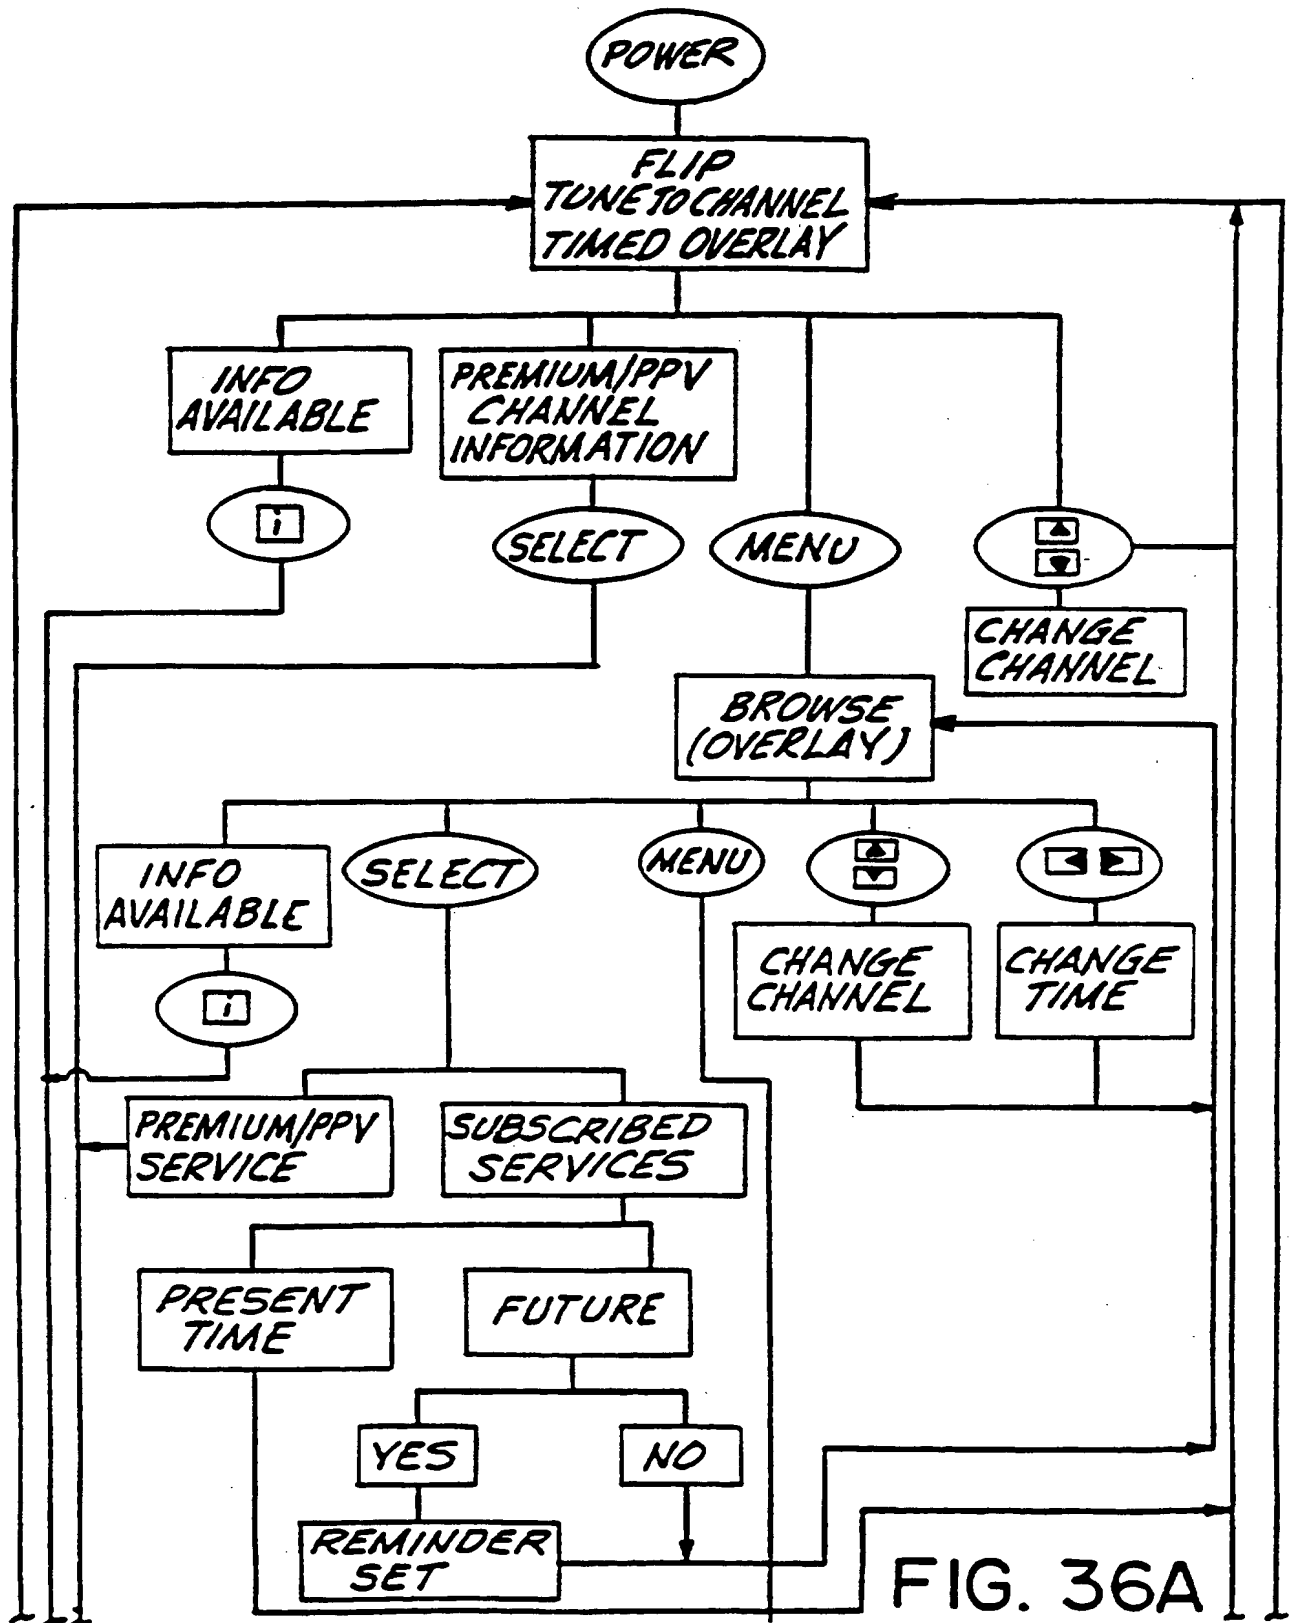 POWER
FLIP
TUNE TO CHANNEL
TIMED OVERLAY
INFO
AVAILABLE
PREMIUM/PPV
CHANNEL
INFORMATION
i
SELECT
MENU
CHANGE
CHANNEL
BROWSE
(OVERLAY)
INFO
AVAILABLE
SELECT
MENU
i
CHANGE
CHANNEL
CHANGE
TIME
PREMIUM/PPV
SERVICE
SUBSCRIBED
SERVICES
PRESENT
TIME
FUTURE
YES
NO
REMINDER
SET
FIG. 36A